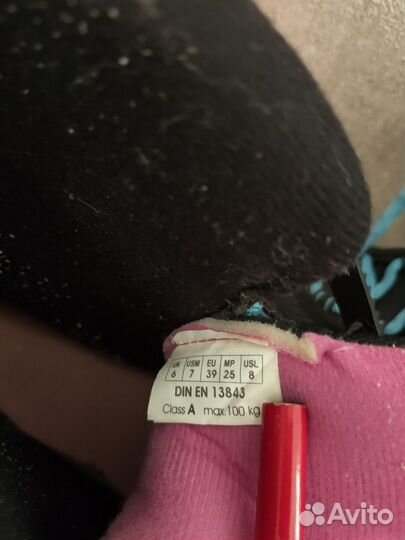 UK USM EU MP USL
6 7 39 25 8
DIN EN 13843
Class A max.100 kg
Avito